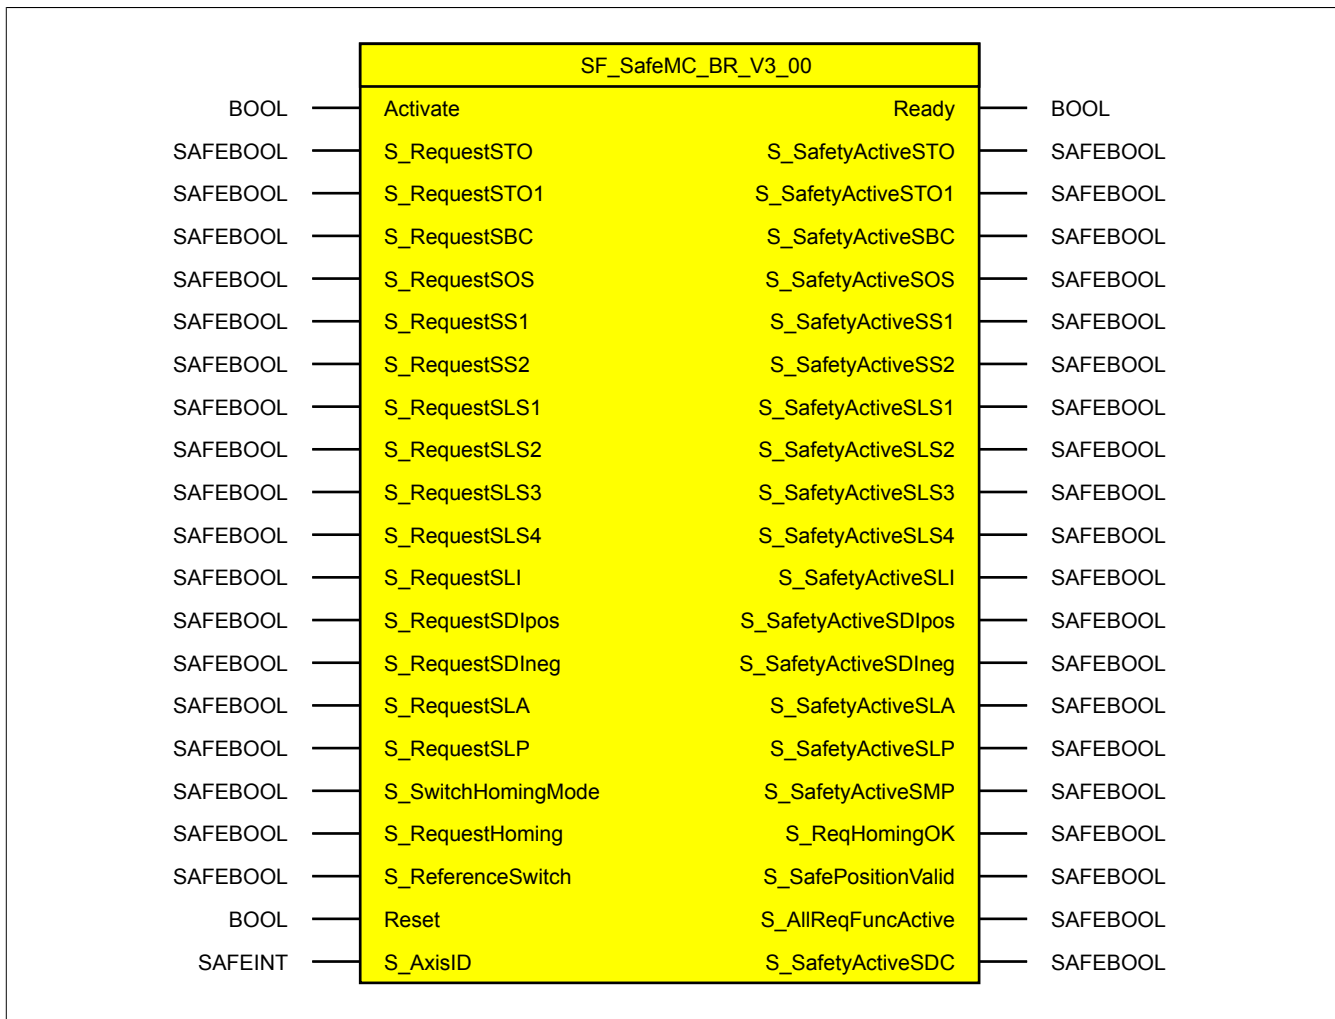 SF_SafeMC_BR_V3_00
BOOL Activate Ready BOOL
SAFEBOOL S_RequestSTO S_SafetyActiveSTO SAFEBOOL
SAFEBOOL S_RequestSTO1 S_SafetyActiveSTO1 SAFEBOOL
SAFEBOOL S_RequestSBC S_SafetyActiveSBC SAFEBOOL
SAFEBOOL S_RequestSOS S_SafetyActiveSOS SAFEBOOL
SAFEBOOL S_RequestSS1 S_SafetyActiveSS1 SAFEBOOL
SAFEBOOL S_RequestSS2 S_SafetyActiveSS2 SAFEBOOL
SAFEBOOL S_RequestSLS1 S_SafetyActiveSLS1 SAFEBOOL
SAFEBOOL S_RequestSLS2 S_SafetyActiveSLS2 SAFEBOOL
SAFEBOOL S_RequestSLS3 S_SafetyActiveSLS3 SAFEBOOL
SAFEBOOL S_RequestSLS4 S_SafetyActiveSLS4 SAFEBOOL
SAFEBOOL S_RequestSLI S_SafetyActiveSLI SAFEBOOL
SAFEBOOL S_RequestSDIpos S_SafetyActiveSDIpos SAFEBOOL
SAFEBOOL S_RequestSDIneg S_SafetyActiveSDIneg SAFEBOOL
SAFEBOOL S_RequestSLA S_SafetyActiveSLA SAFEBOOL
SAFEBOOL S_RequestSLP S_SafetyActiveSLP SAFEBOOL
SAFEBOOL S_SwitchHomingMode S_SafetyActiveSMP SAFEBOOL
SAFEBOOL S_RequestHoming S_ReqHomingOK SAFEBOOL
SAFEBOOL S_ReferenceSwitch S_SafePositionValid SAFEBOOL
BOOL Reset S_AllReqFuncActive SAFEBOOL
SAFEINT S_AxisID S_SafetyActiveSDC SAFEBOOL